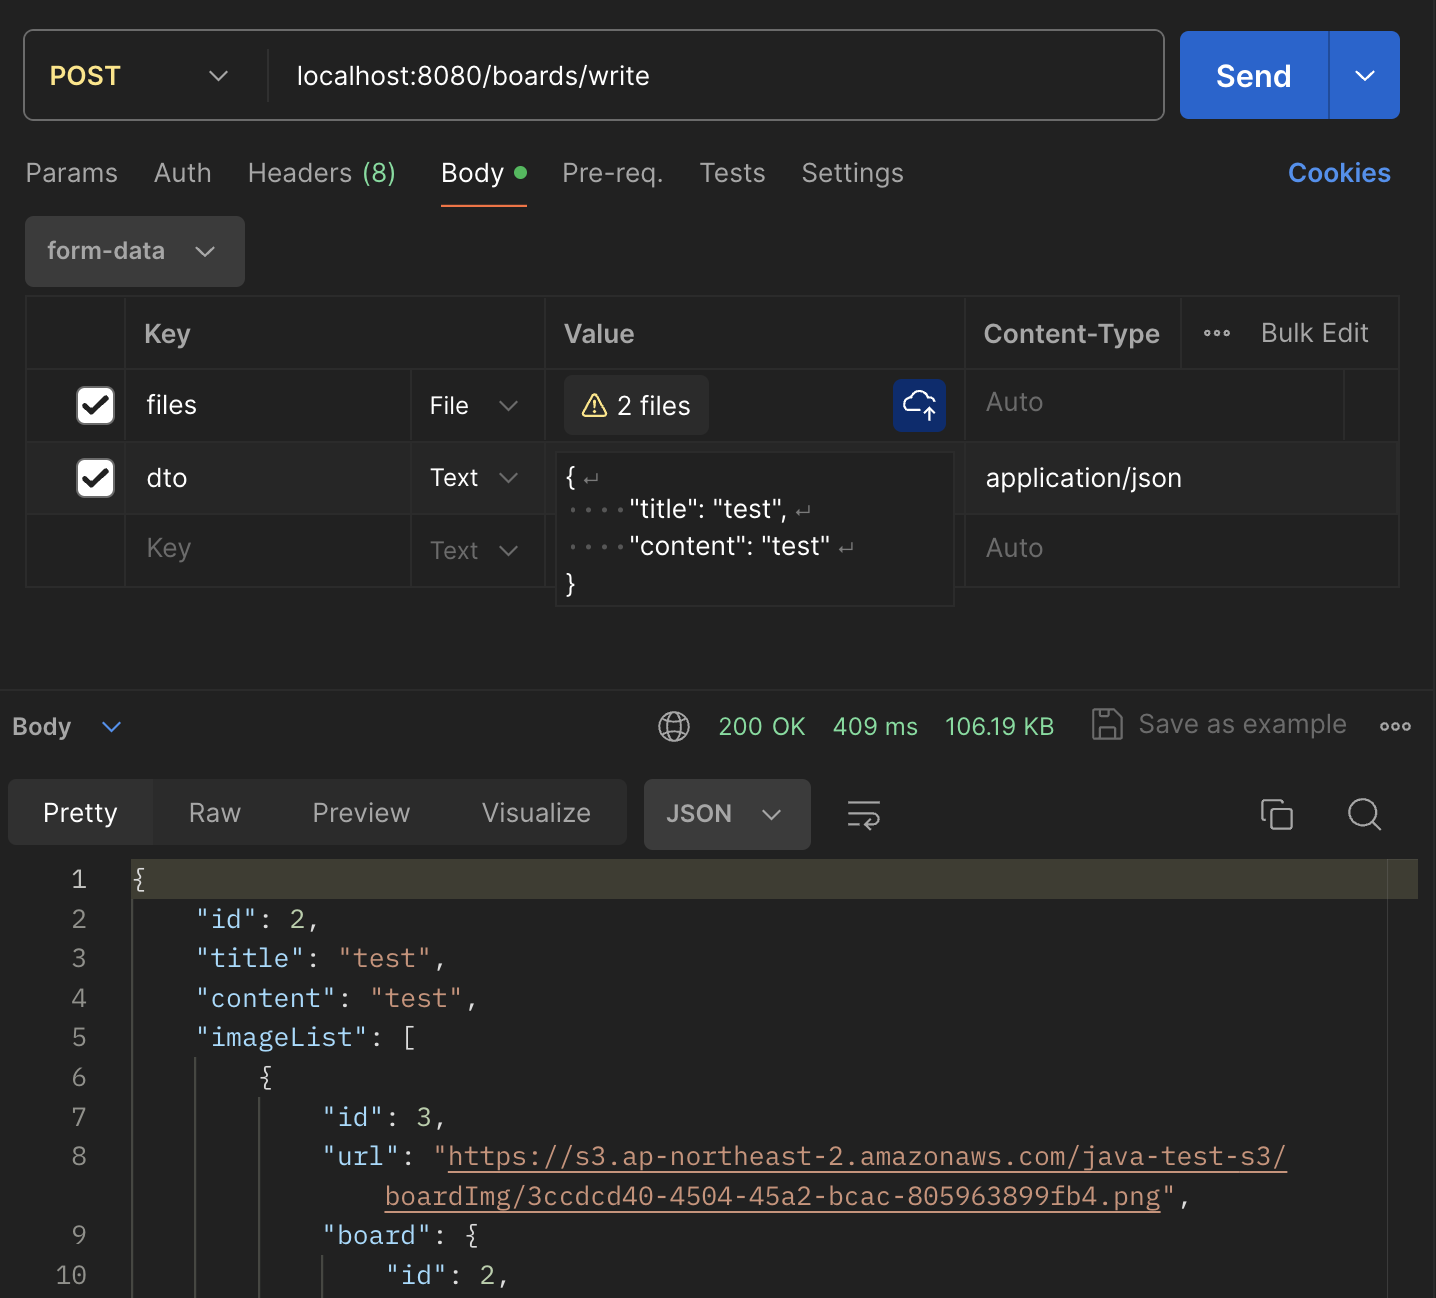 POST localhost:8080/boards/write Send
Params Auth Headers (8) Body Pre-req. Tests Settings Cookies
form-data
Key Value Content-Type Bulk Edit
files File 2 files Auto
dto Text { application/json
"title": "test",
"content": "test"
Key Text Auto
}
Body 200 OK 409 ms 106.19 KB Save as example
Pretty Raw Preview Visualize JSON
1 {
2 "id": 2,
3 "title": "test",
4 "content": "test",
5 "imageList": [
6 {
7 "id": 3,
8 "url": "https://s3.ap-northeast-2.amazonaws.com/java-test-s3/
boardImg/3ccdcd40-4504-45a2-bcac-805963899fb4.png",
9 "board": {
10 "id": 2,